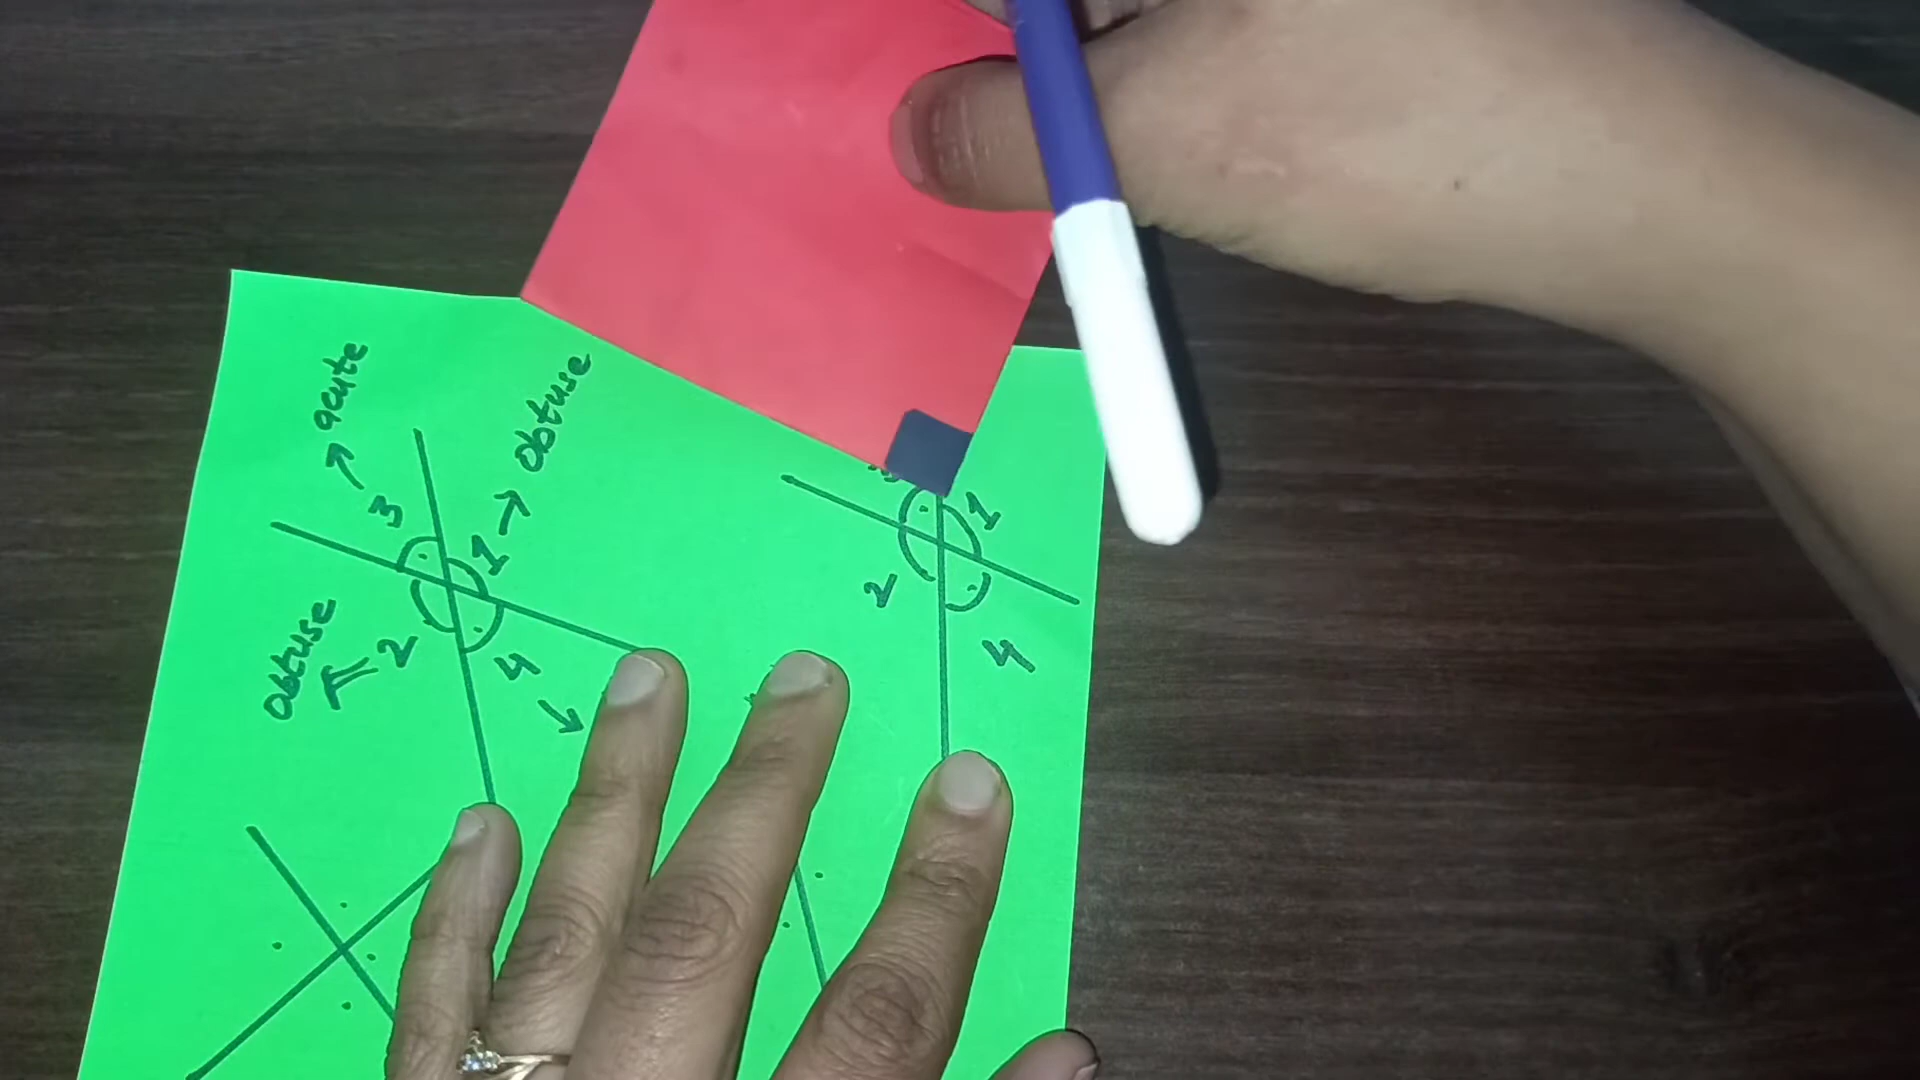 3 → acute
1 → Obtuse
2 → Obtuse
4 →
1
2
4